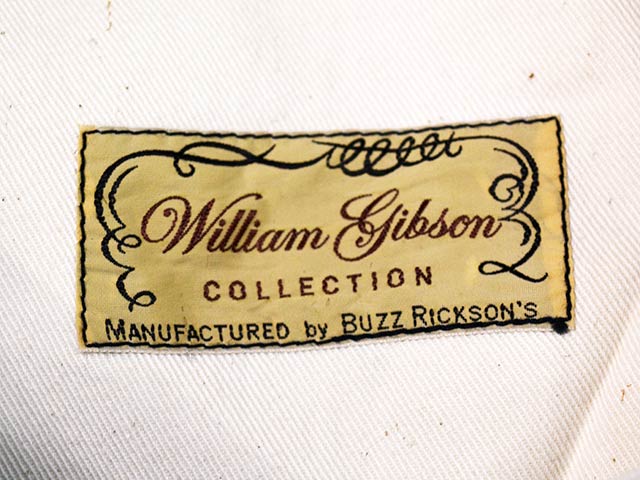 William Gibson
COLLECTION
MANUFACTURED by BUZZ RICKSON'S